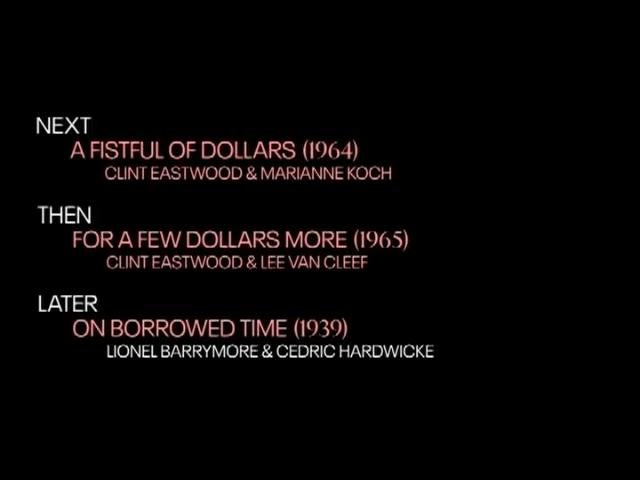 NEXT
A FISTFUL OF DOLLARS (1964)
CLINT EASTWOOD & MARIANNE KOCH
THEN
FOR A FEW DOLLARS MORE (1965)
CLINT EASTWOOD & LEE VAN CLEEF
LATER
ON BORROWED TIME (1939)
LIONEL BARRYMORE & CEDRIC HARDWICKE